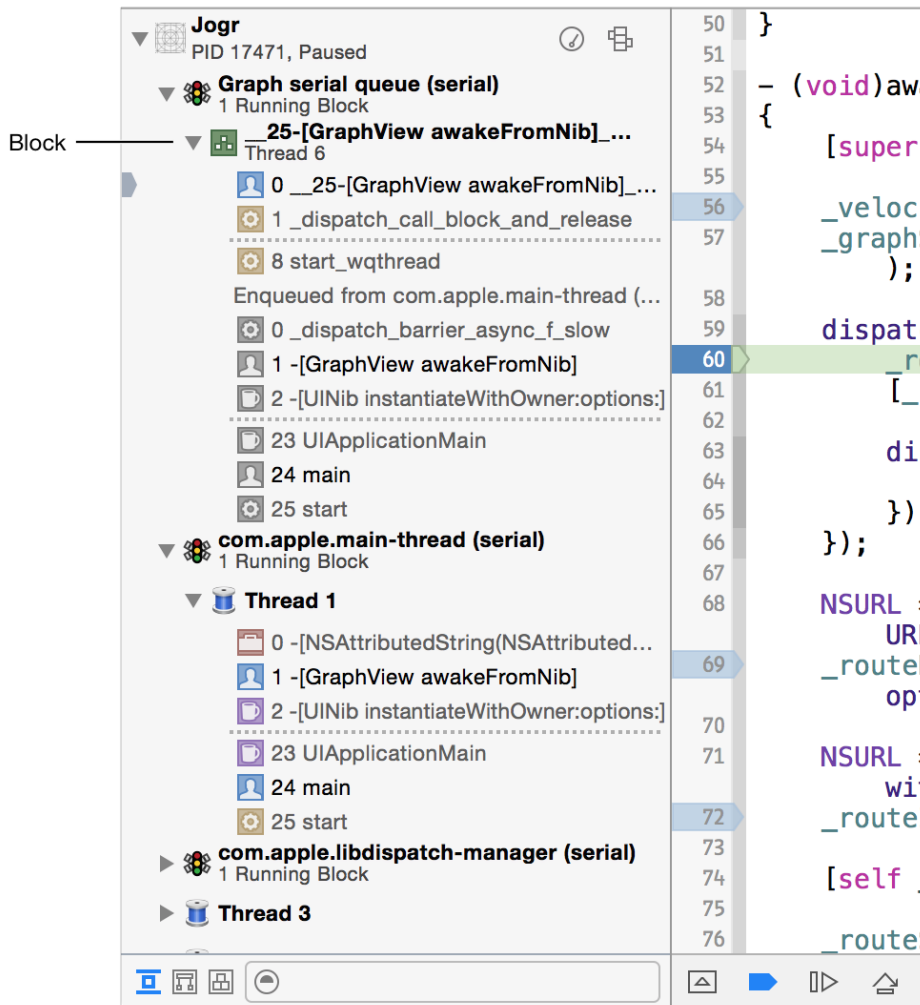 Jogr
PID 17471, Paused
Graph serial queue (serial)
1 Running Block
Block
__25-[GraphView awakeFromNib]_...
Thread 6
0 __25-[GraphView awakeFromNib]_...
1 _dispatch_call_block_and_release
8 start_wqthread
Enqueued from com.apple.main-thread (...
0 _dispatch_barrier_async_f_slow
1 -[GraphView awakeFromNib]
2 -[UINib instantiateWithOwner:options:]
23 UIApplicationMain
24 main
25 start
com.apple.main-thread (serial)
1 Running Block
Thread 1
0 -[NSAttributedString(NSAttributed...
1 -[GraphView awakeFromNib]
2 -[UINib instantiateWithOwner:options:]
23 UIApplicationMain
24 main
25 start
com.apple.libdispatch-manager (serial)
1 Running Block
Thread 3
50 }
51
52 - (void)awa
53 {
54 [super
55
56 _veloc
57 _graph
);
58
59 dispat
60 _r
61 [_
62
63 di
64
65 })
66 });
67
68 NSURL =
UR
69 _route
op
70
71 NSURL =
wi
72 _route
73
74 [self _
75
76 _route